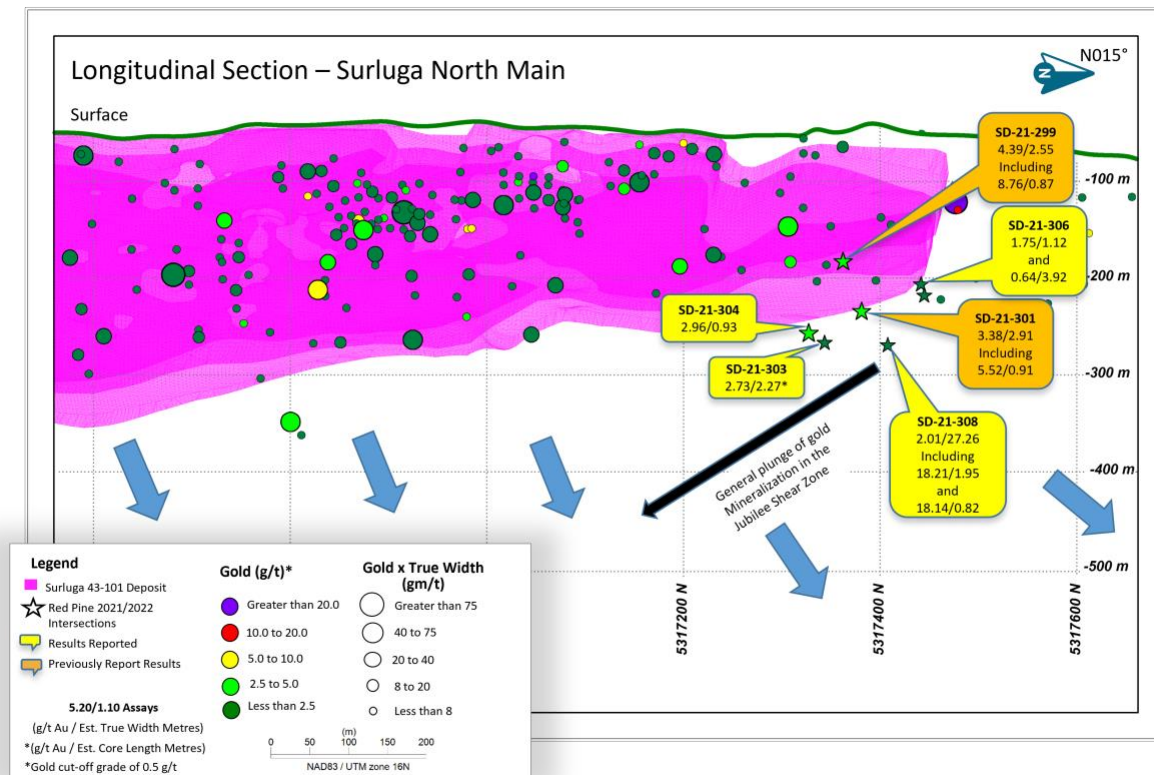 Longitudinal Section – Surluga North Main
N015°
N
Surface
SD-21-299
4.39/2.55
Including
8.76/0.87
-100 m
SD-21-306
1.75/1.12
and
0.64/3.92
-200 m
SD-21-304
2.96/0.93
SD-21-301
3.38/2.91
Including
5.52/0.91
SD-21-303
2.73/2.27*
-300 m
SD-21-308
2.01/27.26
Including
18.21/1.95
and
18.14/0.82
-400 m
General plunge of gold
Mineralization in the
Jubilee Shear Zone
-500 m
5317200 N
5317400 N
5317600 N
Legend
Surluga 43-101 Deposit
Red Pine 2021/2022
Intersections
Results Reported
Previously Report Results
5.20/1.10 Assays
(g/t Au / Est. True Width Metres)
*(g/t Au / Est. Core Length Metres)
*Gold cut-off grade of 0.5 g/t
Gold (g/t)*
Greater than 20.0
10.0 to 20.0
5.0 to 10.0
2.5 to 5.0
Less than 2.5
Gold x True Width
(gm/t)
Greater than 75
40 to 75
20 to 40
8 to 20
Less than 8
(m)
0 50 100 150 200
NAD83 / UTM zone 16N